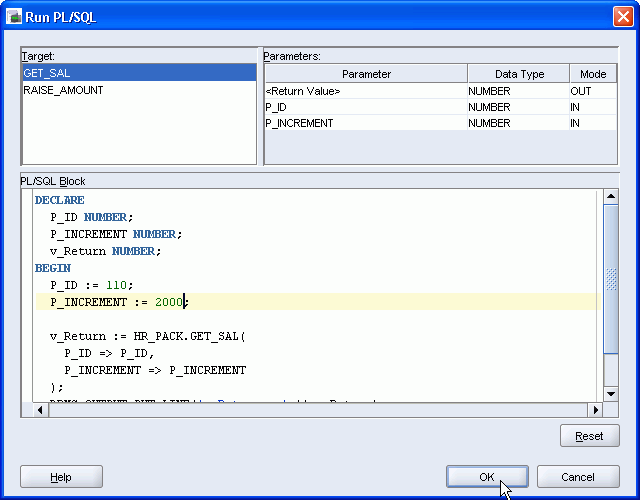 Run PL/SQL
Target:
GET_SAL
RAISE_AMOUNT
Parameters:
Parameter Data Type Mode
<Return Value> NUMBER OUT
P_ID NUMBER IN
P_INCREMENT NUMBER IN
PL/SQL Block
DECLARE
P_ID NUMBER;
P_INCREMENT NUMBER;
v_Return NUMBER;
BEGIN
P_ID := 110;
P_INCREMENT := 2000;
v_Return := HR_PACK.GET_SAL(
P_ID => P_ID,
P_INCREMENT => P_INCREMENT
);
Reset
Help OK Cancel